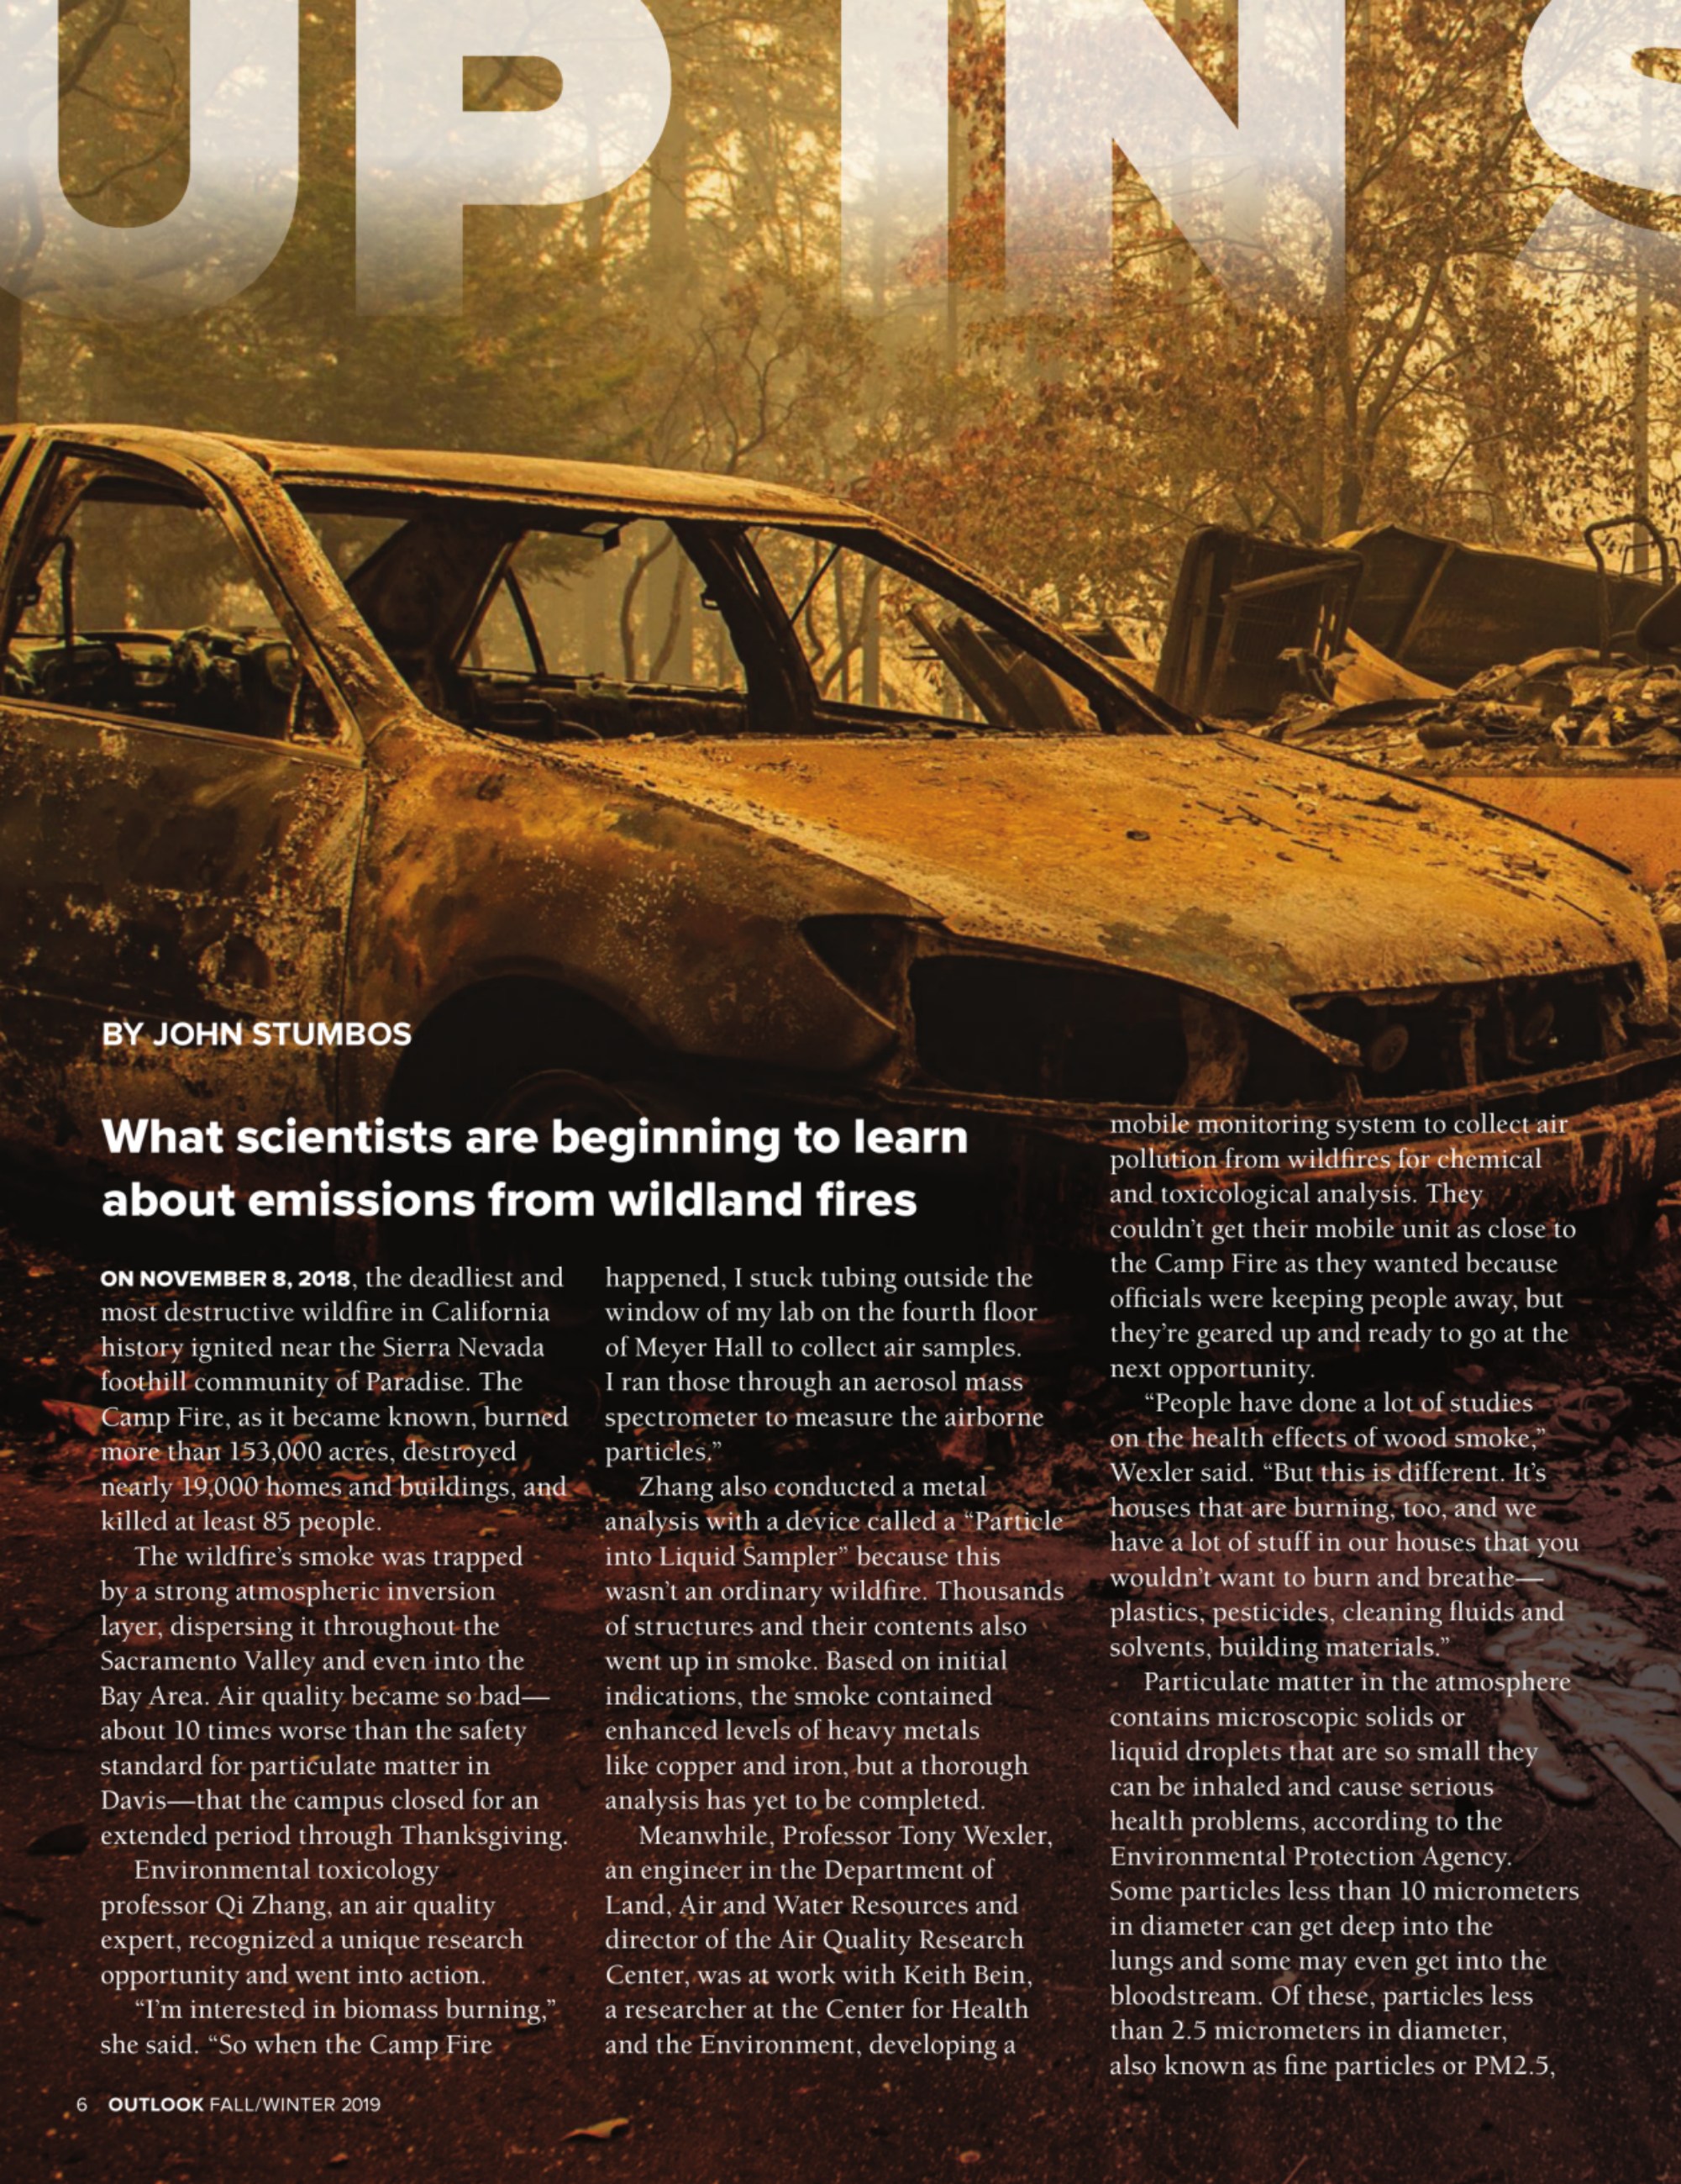 UP IN S
BY JOHN STUMBOS
What scientists are beginning to learn
about emissions from wildland fires
ON NOVEMBER 8, 2018, the deadliest and
most destructive wildfire in California
history ignited near the Sierra Nevada
foothill community of Paradise. The
Camp Fire, as it became known, burned
more than 153,000 acres, destroyed
nearly 19,000 homes and buildings, and
killed at least 85 people.
The wildfire’s smoke was trapped
by a strong atmospheric inversion
layer, dispersing it throughout the
Sacramento Valley and even into the
Bay Area. Air quality became so bad—
about 10 times worse than the safety
standard for particulate matter in
Davis—that the campus closed for an
extended period through Thanksgiving.
Environmental toxicology
professor Qi Zhang, an air quality
expert, recognized a unique research
opportunity and went into action.
“I’m interested in biomass burning,”
she said. “So when the Camp Fire
happened, I stuck tubing outside the
window of my lab on the fourth floor
of Meyer Hall to collect air samples.
I ran those through an aerosol mass
spectrometer to measure the airborne
particles.”
Zhang also conducted a metal
analysis with a device called a “Particle
into Liquid Sampler” because this
wasn’t an ordinary wildfire. Thousands
of structures and their contents also
went up in smoke. Based on initial
indications, the smoke contained
enhanced levels of heavy metals
like copper and iron, but a thorough
analysis has yet to be completed.
Meanwhile, Professor Tony Wexler,
an engineer in the Department of
Land, Air and Water Resources and
director of the Air Quality Research
Center, was at work with Keith Bein,
a researcher at the Center for Health
and the Environment, developing a
mobile monitoring system to collect air
pollution from wildfires for chemical
and toxicological analysis. They
couldn’t get their mobile unit as close to
the Camp Fire as they wanted because
officials were keeping people away, but
they’re geared up and ready to go at the
next opportunity.
“People have done a lot of studies
on the health effects of wood smoke,”
Wexler said. “But this is different. It’s
houses that are burning, too, and we
have a lot of stuff in our houses that you
wouldn’t want to burn and breathe—
plastics, pesticides, cleaning fluids and
solvents, building materials.”
Particulate matter in the atmosphere
contains microscopic solids or
liquid droplets that are so small they
can be inhaled and cause serious
health problems, according to the
Environmental Protection Agency.
Some particles less than 10 micrometers
in diameter can get deep into the
lungs and some may even get into the
bloodstream. Of these, particles less
than 2.5 micrometers in diameter,
also known as fine particles or PM2.5,
6 OUTLOOK FALL/WINTER 2019